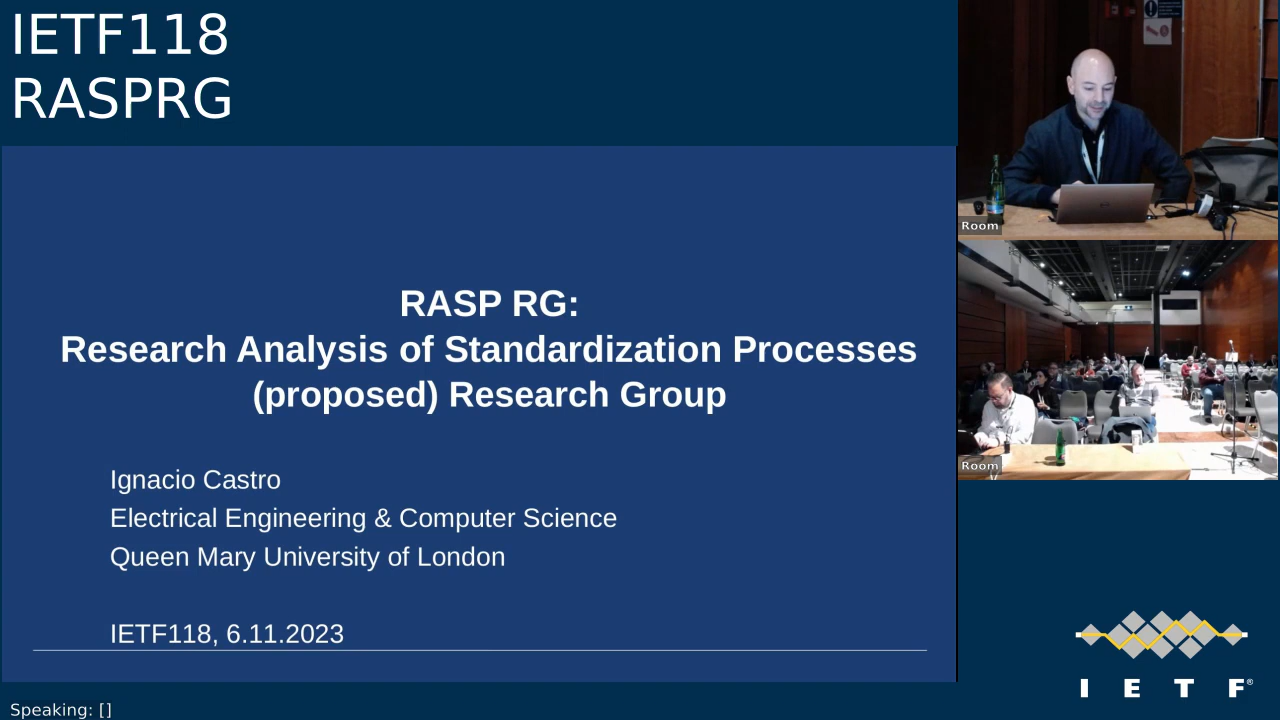 IETF118
RASPRG
RASP RG:
Research Analysis of Standardization Processes
(proposed) Research Group
Ignacio Castro
Electrical Engineering & Computer Science
Queen Mary University of London
IETF118, 6.11.2023
Room
Room
I E T F®
Speaking: []